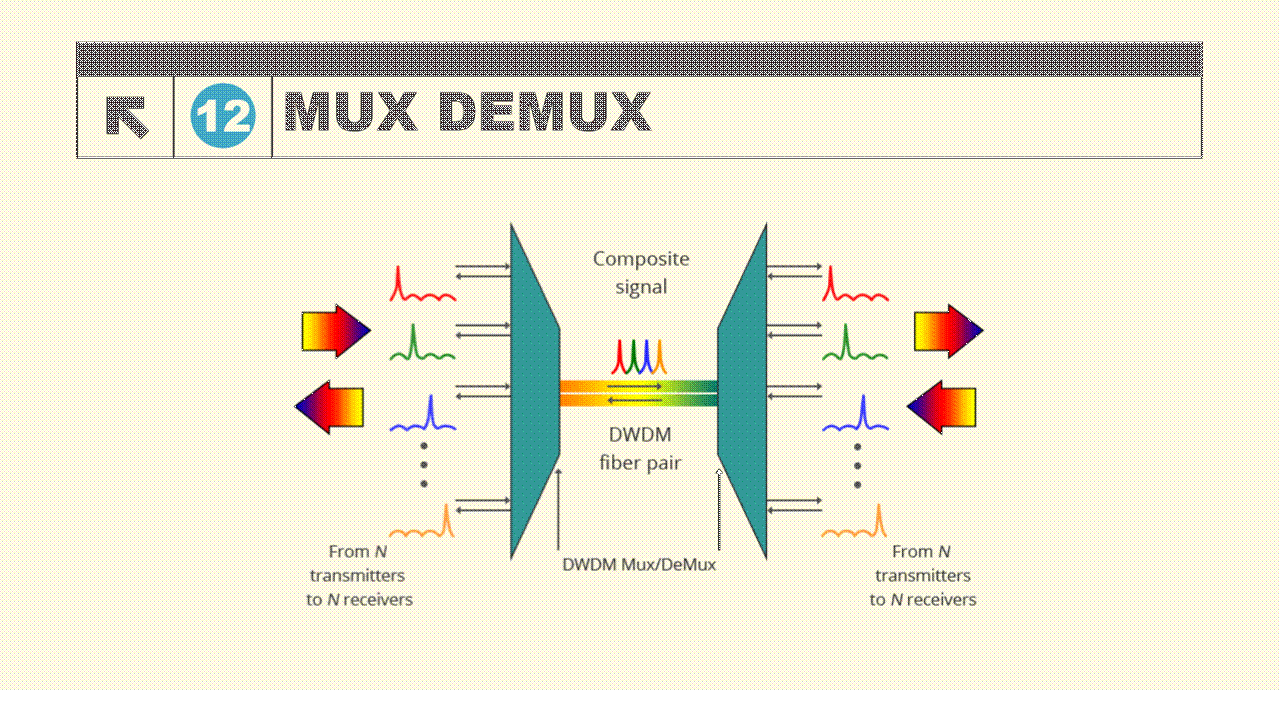 12
MUX DEMUX
Composite
signal
DWDM
fiber pair
DWDM Mux/DeMux
From N
transmitters
to N receivers
From N
transmitters
to N receivers